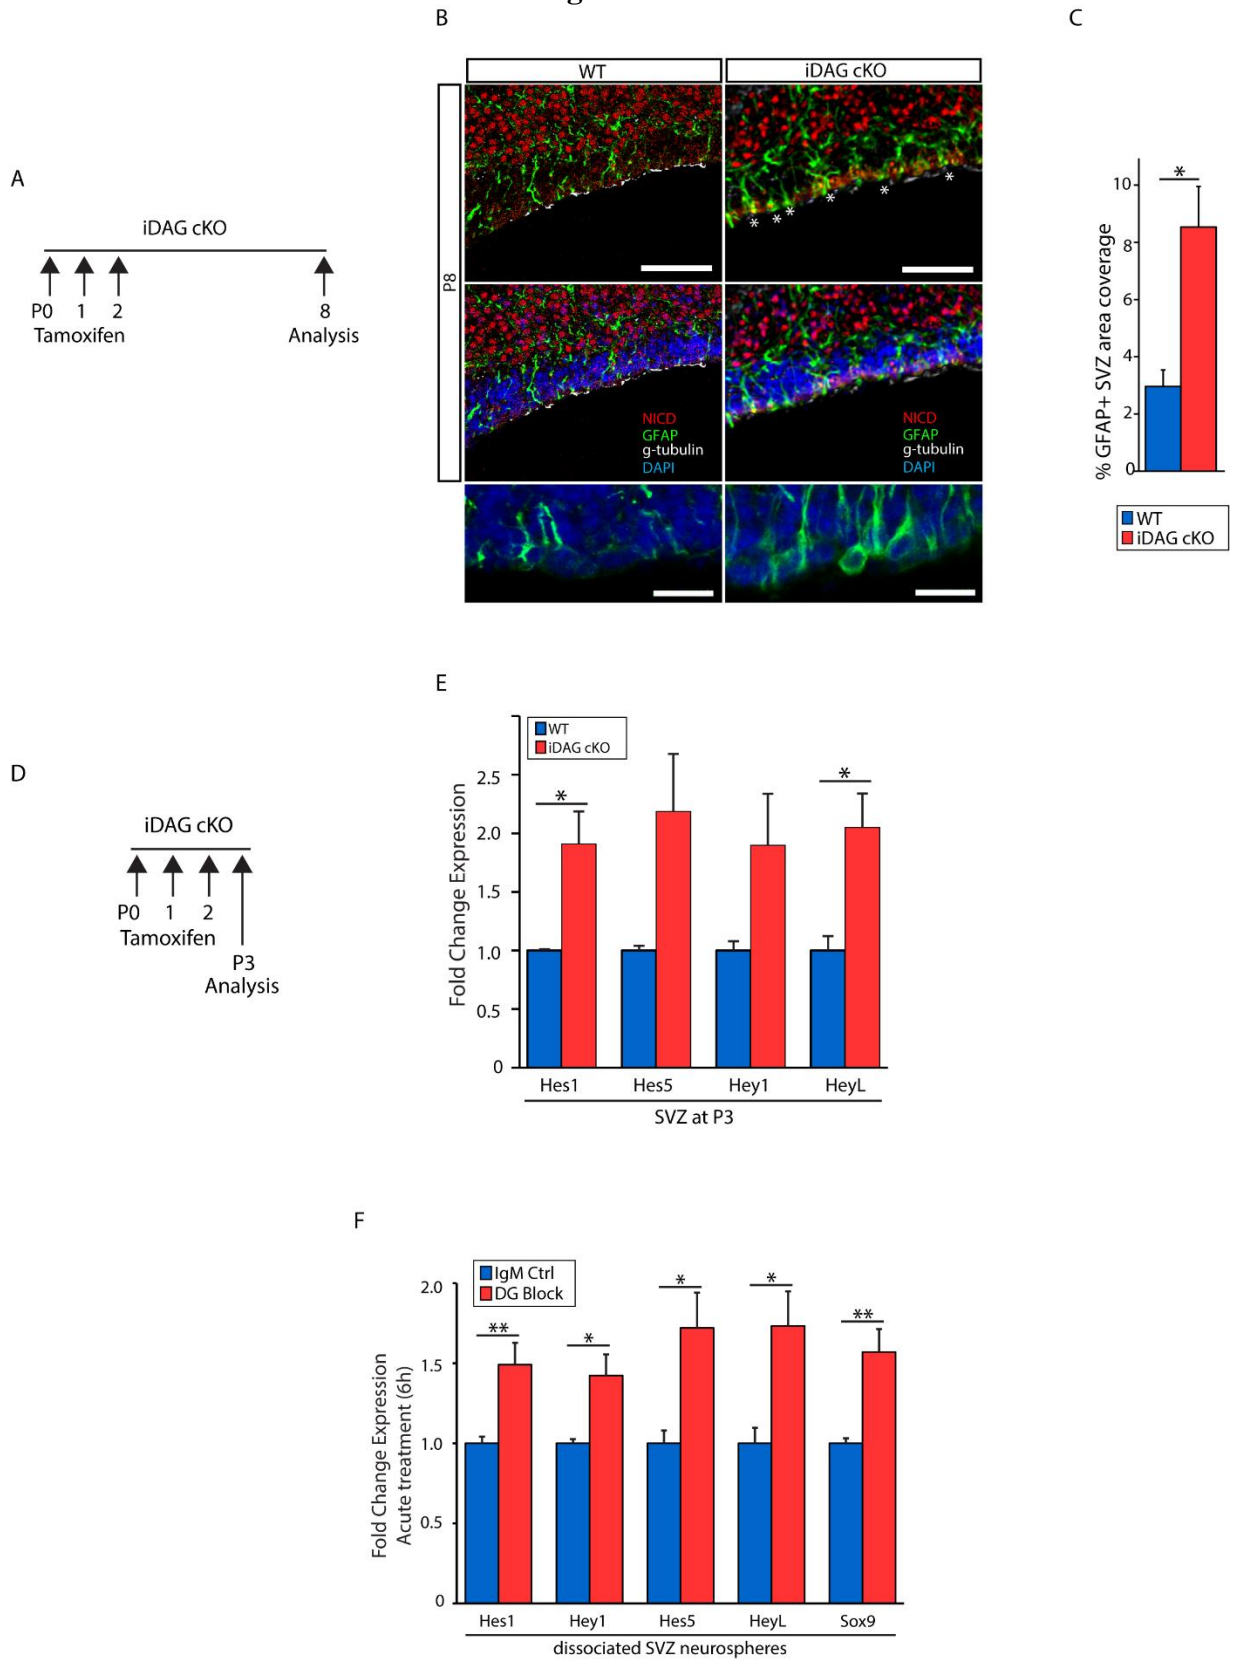 g
B
C
WT
iDAG cKO
A
iDAG cKO
P0 1 2 8
Tamoxifen Analysis
P8
NICD
GFAP
g-tubulin
DAPI
NICD
GFAP
g-tubulin
DAPI
*
10
8
6
4
2
0
% GFAP+ SVZ area coverage
WT
iDAG cKO
* * * * * *
D
iDAG cKO
P0 1 2
Tamoxifen
P3
Analysis
E
WT
iDAG cKO
* *
2.5
2.0
1.5
1.0
0.5
0
Fold Change Expression
Hes1 Hes5 Hey1 HeyL
SVZ at P3
F
IgM Ctrl
DG Block
** * * * **
2.0
1.5
1.0
0.5
0
Fold Change Expression
Acute treatment (6h)
Hes1 Hey1 Hes5 HeyL Sox9
dissociated SVZ neurospheres